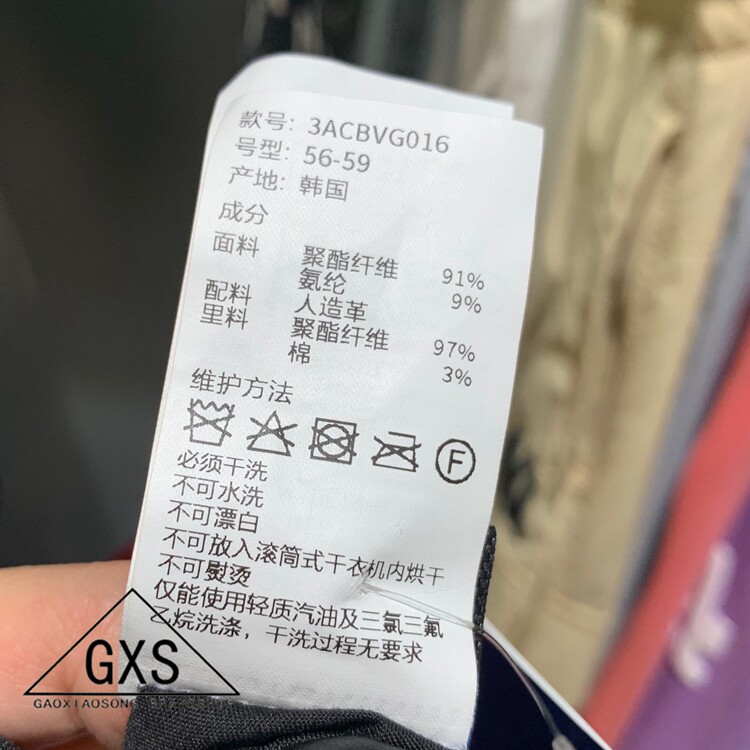 款号: 3ACBVG016
号型: 56-59
产地: 韩国
成分
面料 聚酯纤维 91%
氨纶 9%
配料 人造革
里料 聚酯纤维 97%
棉 3%
维护方法
F
必须干洗
不可水洗
不可漂白
不可放入滚筒式干衣机内烘干
不可熨烫
仅能使用轻质汽油及三氯三氟
乙烷洗涤，干洗过程无要求
GXS
GAOXIAOSONG